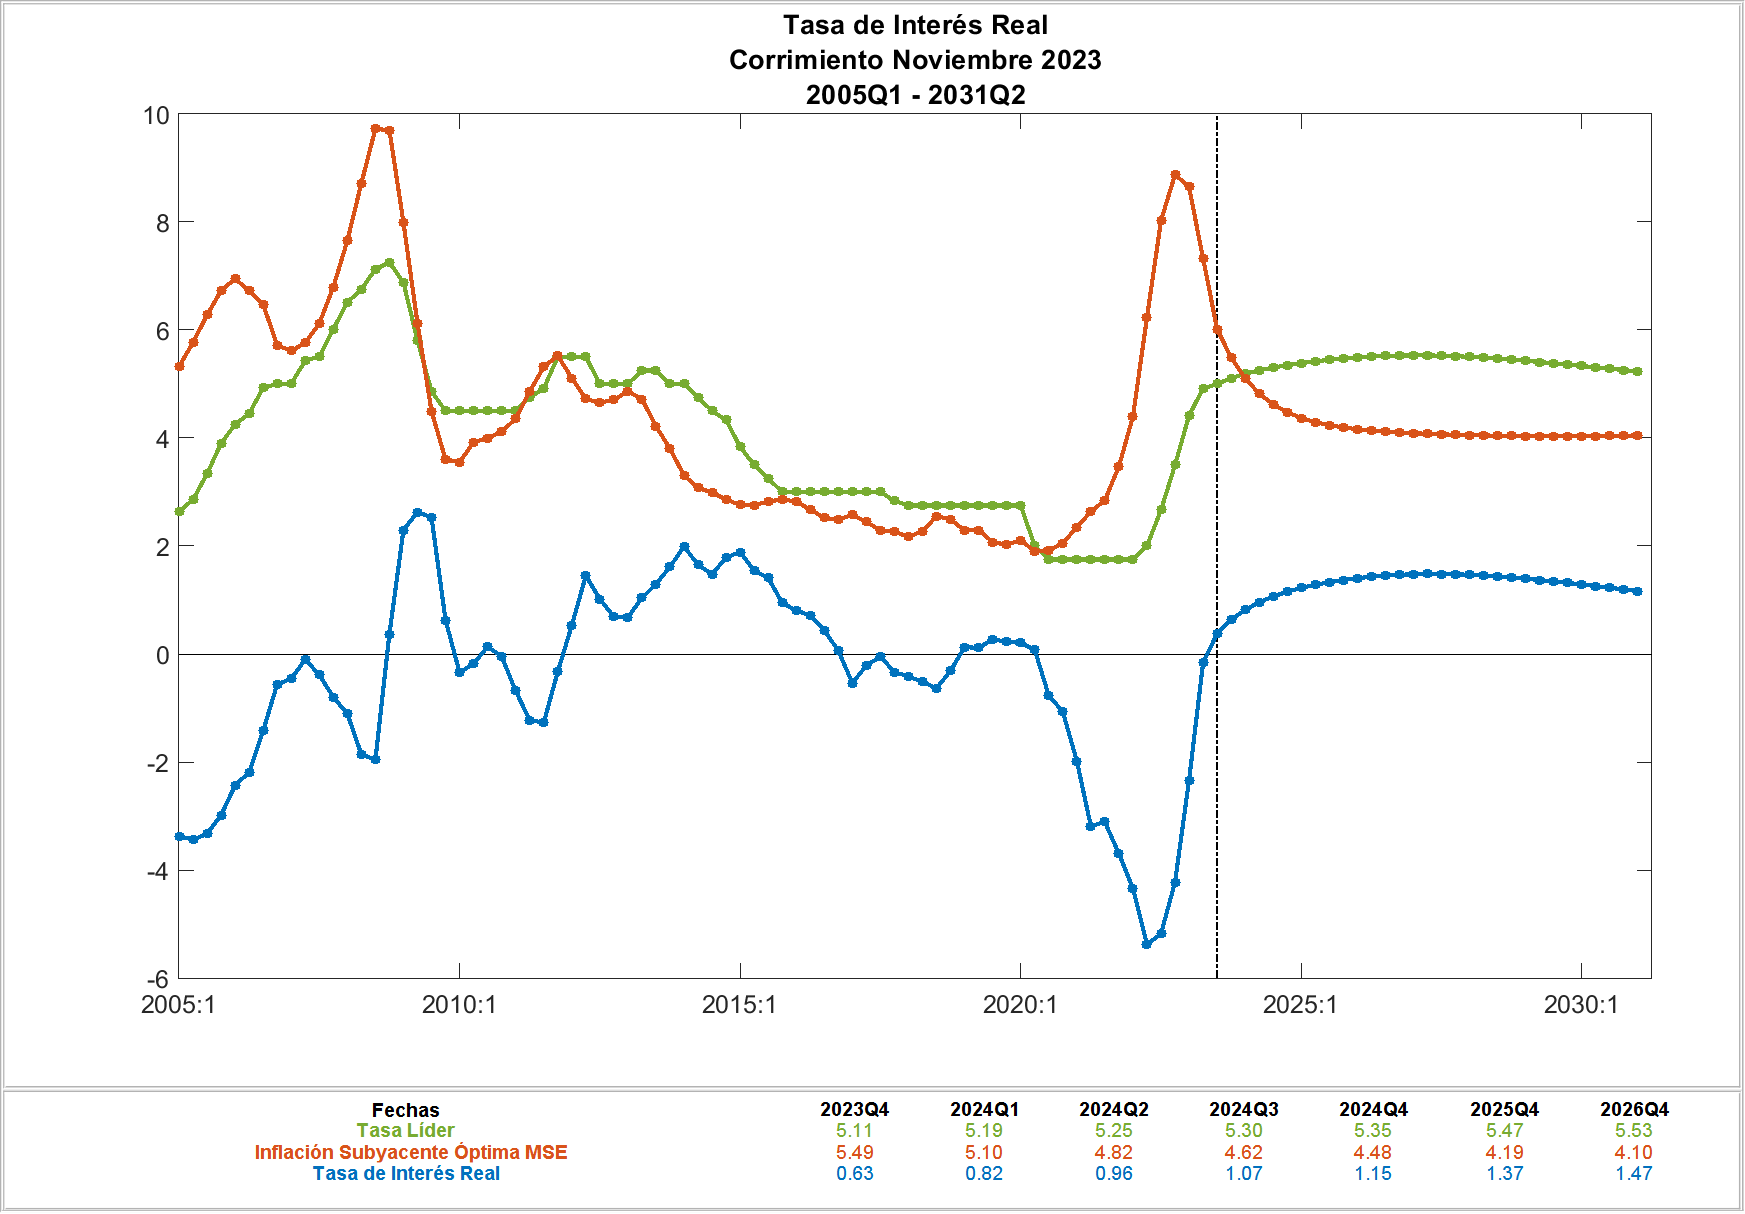 Tasa de Interés Real
Corrimiento Noviembre 2023
2005Q1 - 2031Q2
10
8
6
4
2
0
-2
-4
-6
2005:1 2010:1 2015:1 2020:1 2025:1 2030:1
Fechas 2023Q4 2024Q1 2024Q2 2024Q3 2024Q4 2025Q4 2026Q4
Tasa Líder 5.11 5.19 5.25 5.30 5.35 5.47 5.53
Inflación Subyacente Óptima MSE 5.49 5.10 4.82 4.62 4.48 4.19 4.10
Tasa de Interés Real 0.63 0.82 0.96 1.07 1.15 1.37 1.47